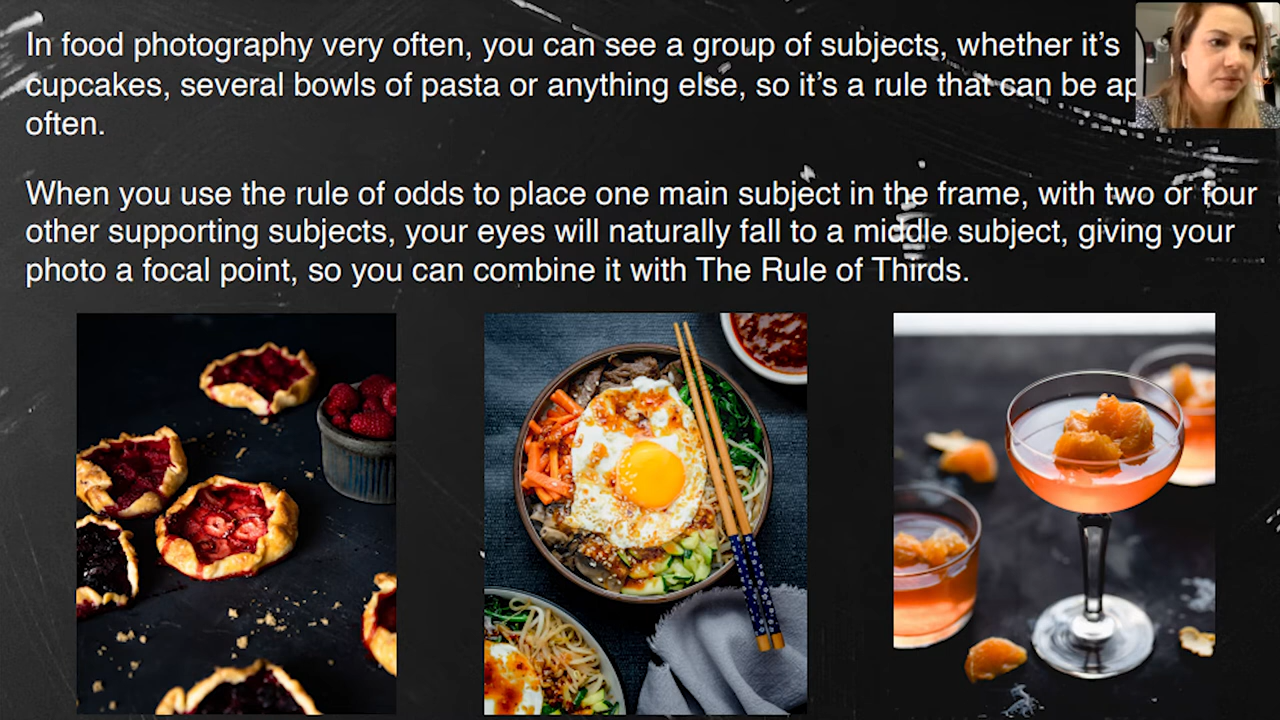 In food photography very often, you can see a group of subjects, whether it’s
cupcakes, several bowls of pasta or anything else, so it’s a rule that can be
often.
When you use the rule of odds to place one main subject in the frame, with two or four
other supporting subjects, your eyes will naturally fall to a middle subject, giving your
photo a focal point, so you can combine it with The Rule of Thirds.